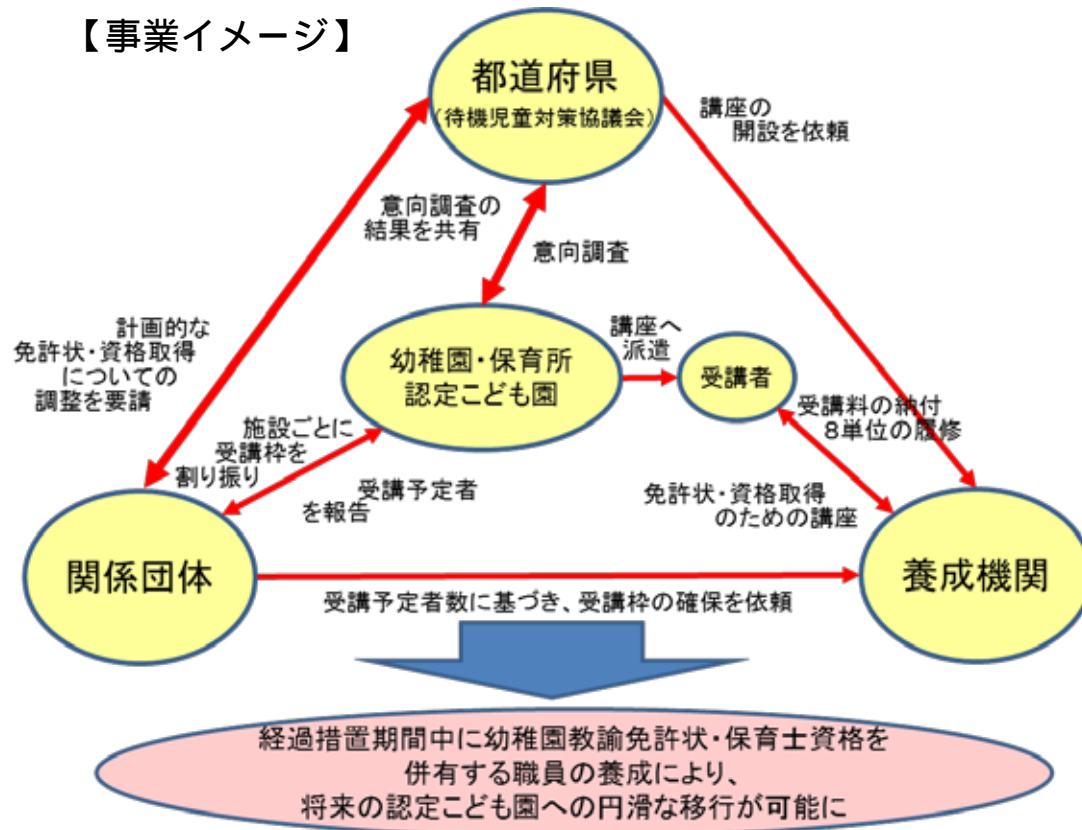 【事業イメージ】
都道府県
(待機児童対策協議会)
講座の
開設を依頼
意向調査の
結果を共有
意向調査
計画的な
免許状・資格取得
についての
調整を要請
幼稚園・保育所
認定こども園
講座へ
派遣
受講者
受講料の納付
8単位の履修
施設ごとに
受講枠を
割り振り
受講予定者
を報告
免許状・資格取得
のための講座
関係団体
養成機関
受講予定者数に基づき、受講枠の確保を依頼
経過措置期間中に幼稚園教諭免許状・保育士資格を
併有する職員の養成により、
将来の認定こども園への円滑な移行が可能に